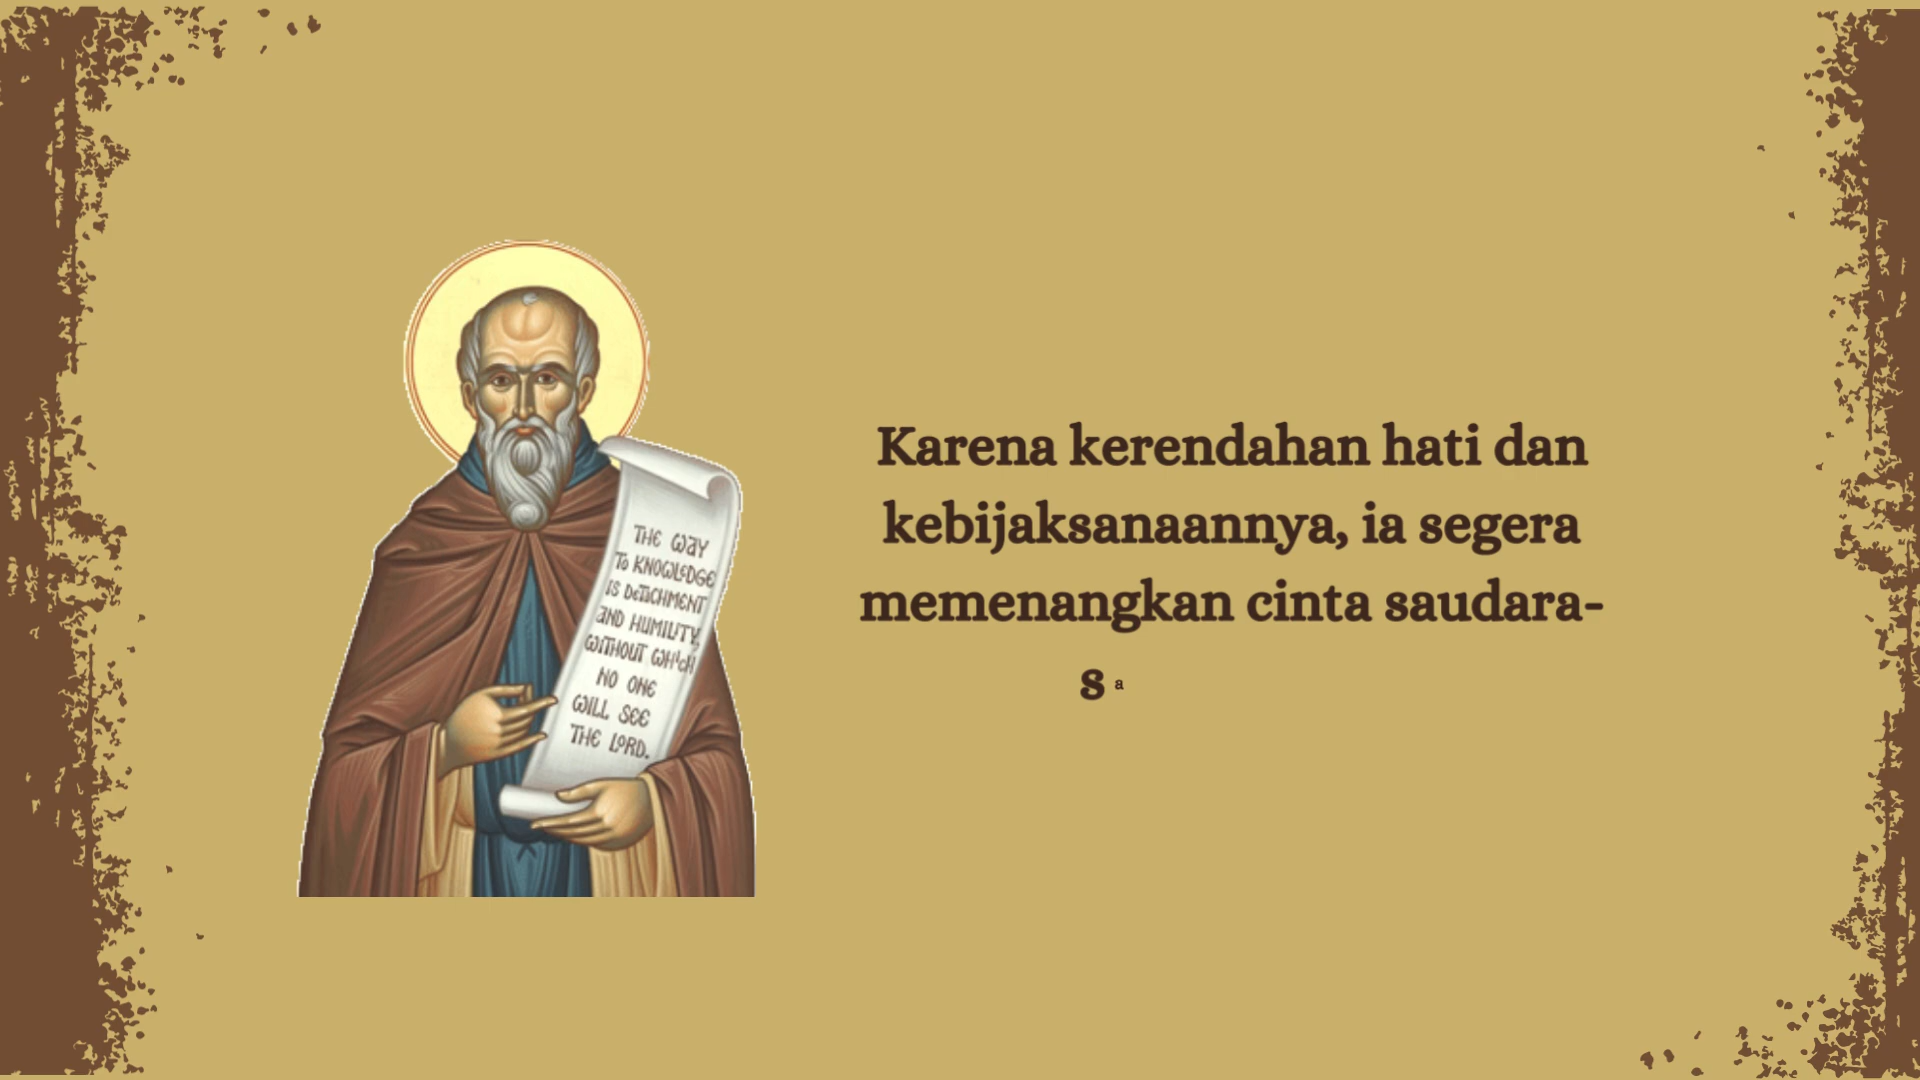 THE WAY
TO KNOWLEDGE
IS DETACHMENT
AND HUMILITY,
WITHOUT WHICH
NO ONE
WILL SEE
THE LORD.
Karena kerendahan hati dan
kebijaksanaannya, ia segera
memenangkan cinta saudara-
s a